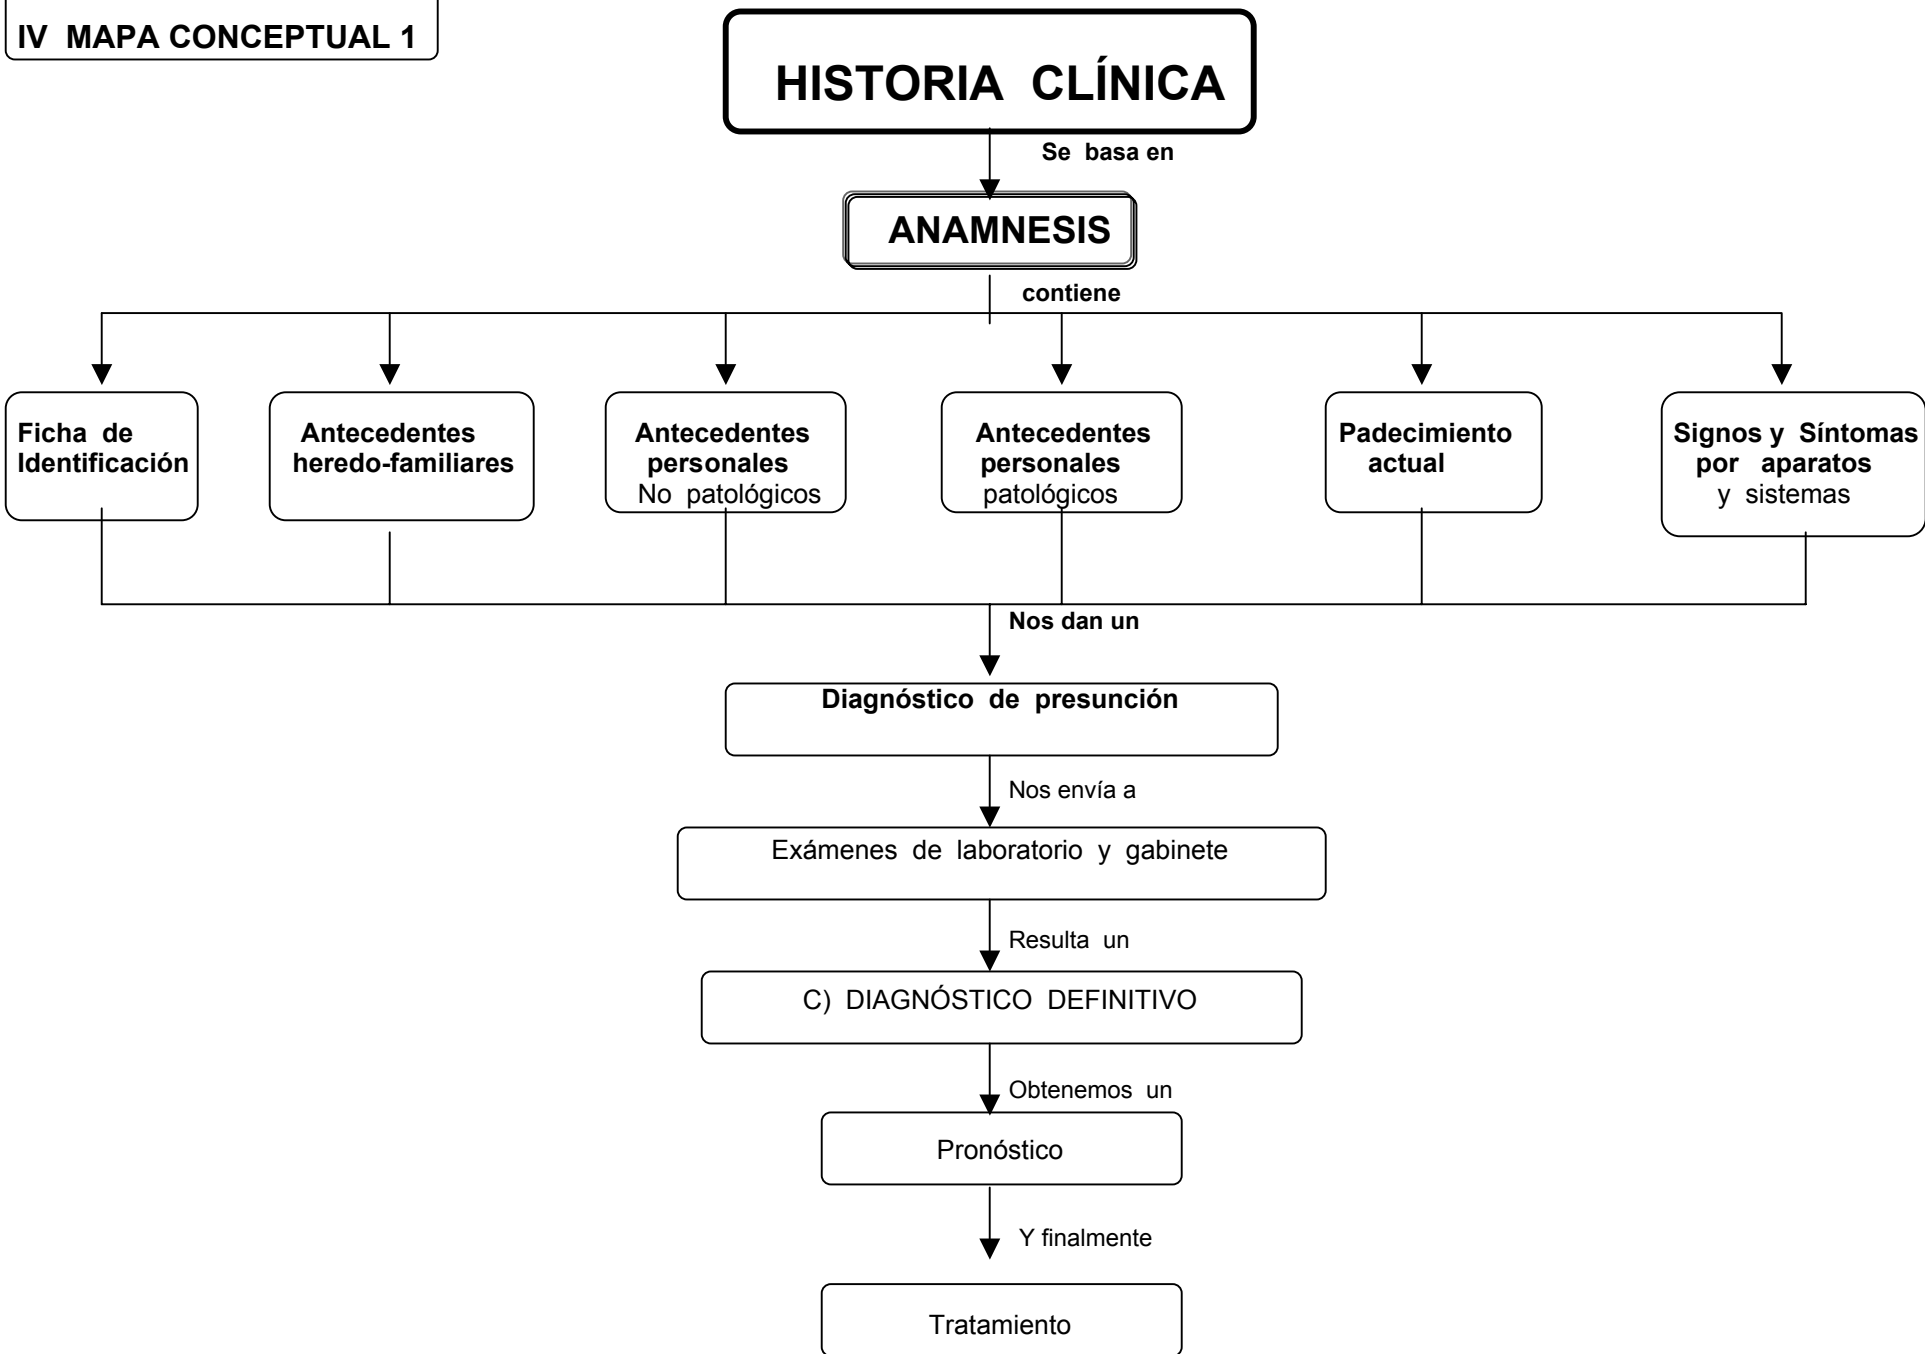 IV MAPA CONCEPTUAL 1
HISTORIA CLÍNICA
Se basa en
ANAMNESIS
contiene
Ficha de
Identificación
Antecedentes
heredo-familiares
Antecedentes
personales
No patológicos
Antecedentes
personales
patológicos
Padecimiento
actual
Signos y Síntomas
por aparatos
y sistemas
Nos dan un
Diagnóstico de presunción
Nos envía a
Exámenes de laboratorio y gabinete
Resulta un
C) DIAGNÓSTICO DEFINITIVO
Obtenemos un
Pronóstico
Y finalmente
Tratamiento